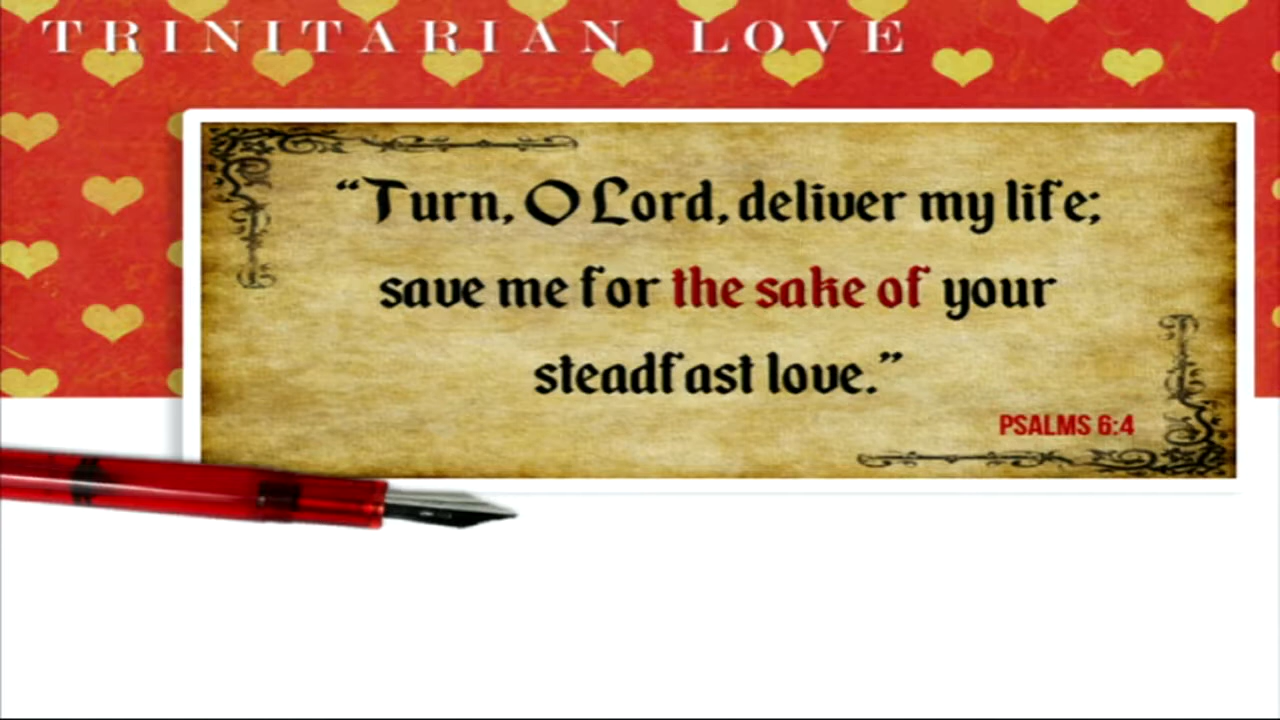 TRINITARIAN LOVE
“Turn, O Lord, deliver my life;
save me for the sake of your
steadfast love.”
PSALMS 6:4